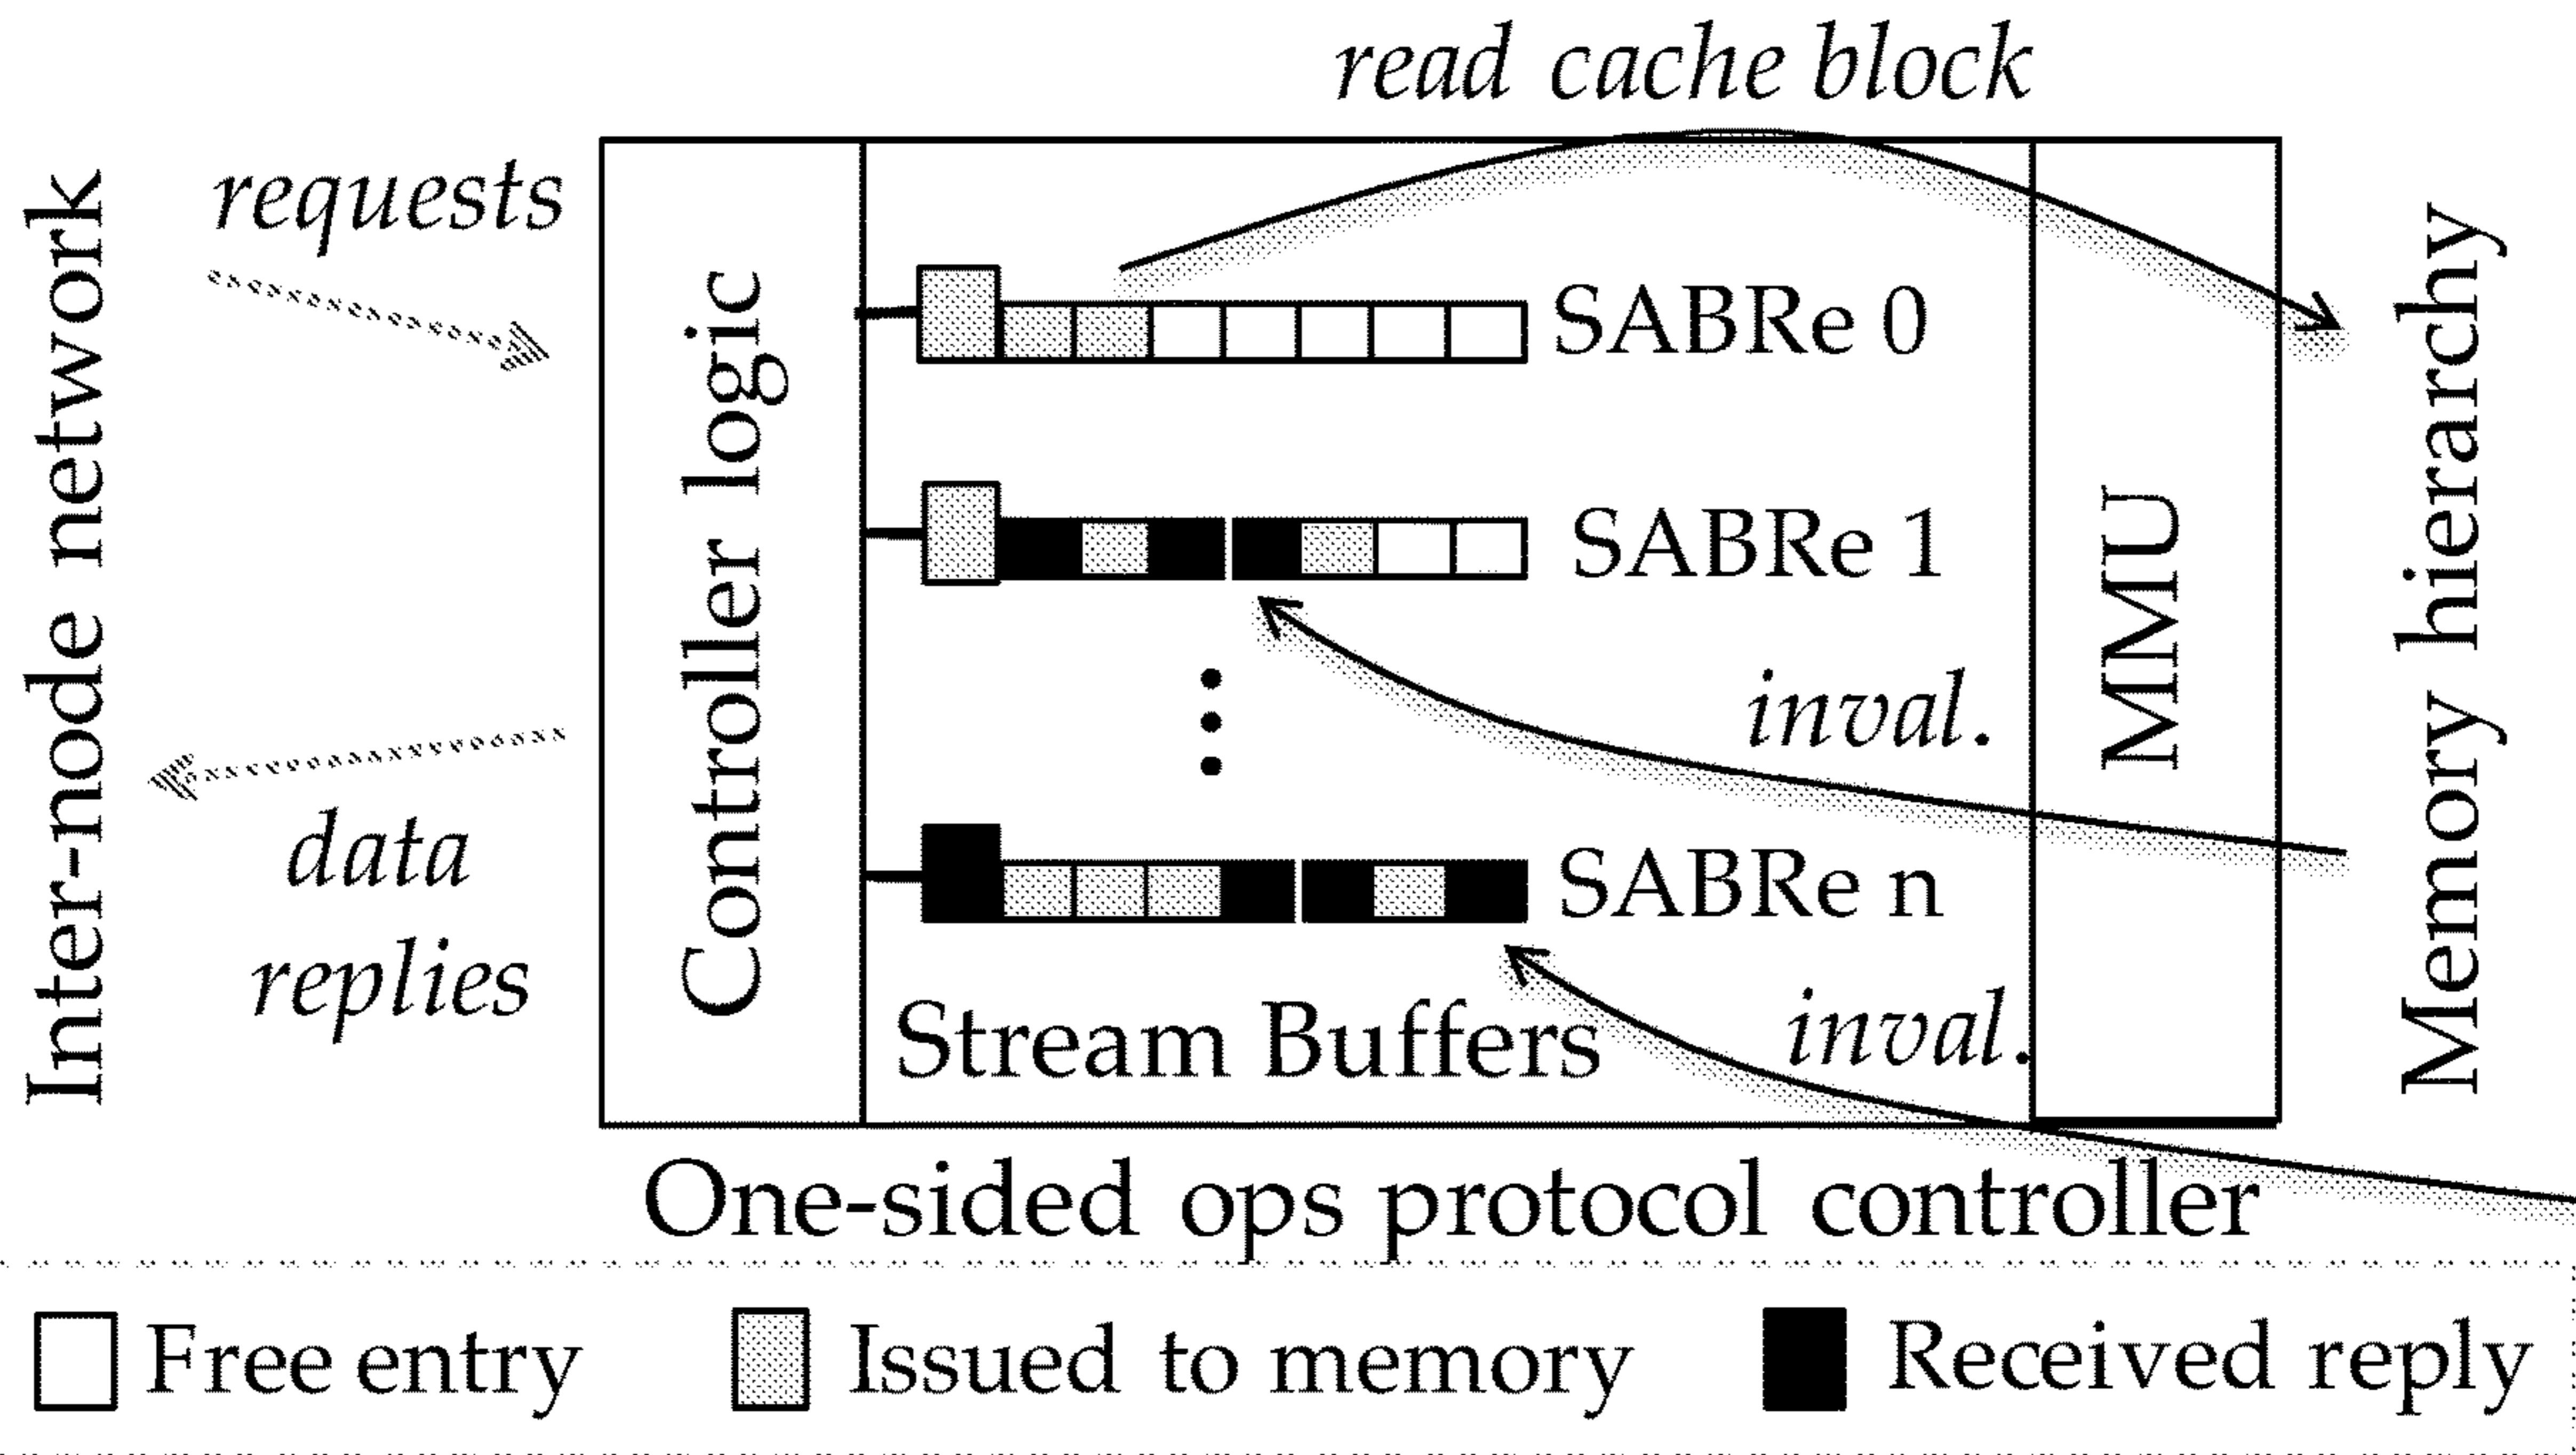 read cache block
requests
Inter-node network
data
replies
Controller logic
SABRe 0
SABRe 1
inval.
SABRe n
inval.
Stream Buffers
MMU
Memory hierarchy
One-sided ops protocol controller
Free entry
Issued to memory
Received reply